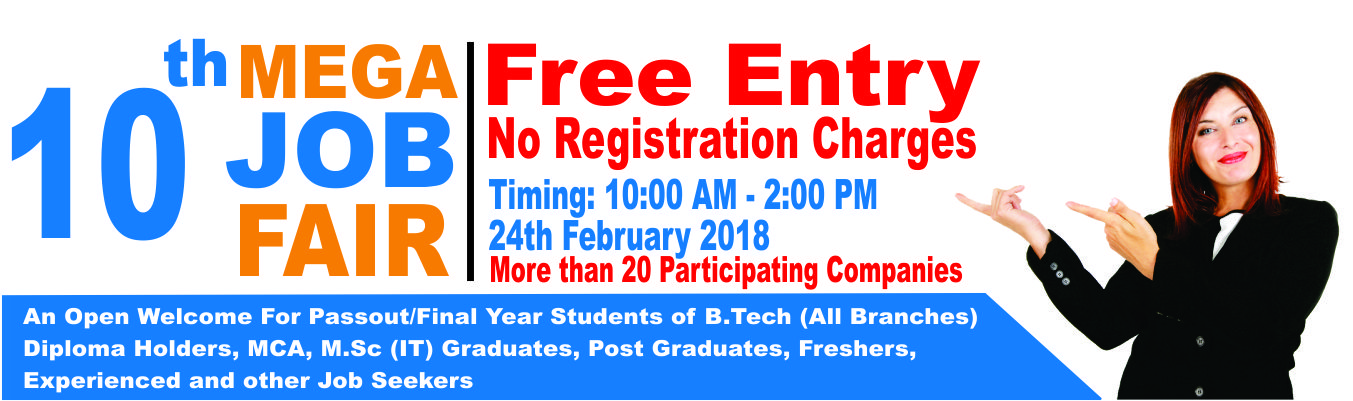 10th MEGA
JOB
FAIR
Free Entry
No Registration Charges
Timing: 10:00 AM - 2:00 PM
24th February 2018
More than 20 Participating Companies
An Open Welcome For Passout/Final Year Students of B.Tech (All Branches)
Diploma Holders, MCA, M.Sc (IT) Graduates, Post Graduates, Freshers,
Experienced and other Job Seekers